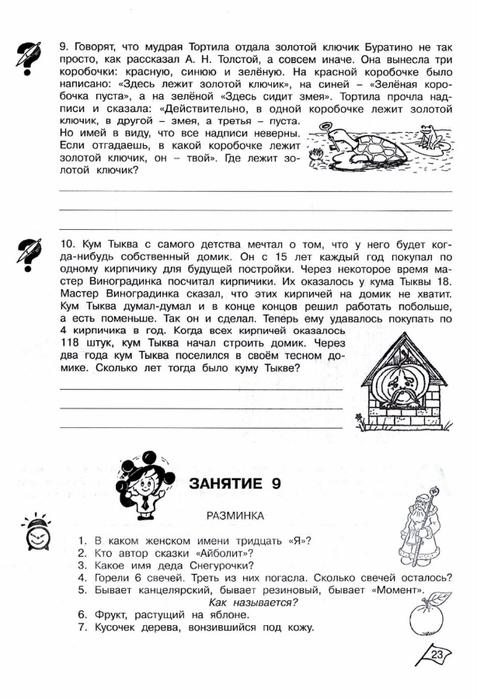 9. Говорят, что мудрая Тортила отдала золотой ключик Буратино не так
просто, как рассказал А. Н. Толстой, а совсем иначе. Она вынесла три
коробочки: красную, синюю и зелёную. На красной коробочке было
написано: «Здесь лежит золотой ключик», на синей – «Зелёная коро-
бочка пуста», а на зелёной «Здесь сидит змея». Тортила прочла над-
писи и сказала: «Действительно, в одной коробочке лежит золотой
ключик, в другой – змея, а третья – пуста.
Но имей в виду, что все надписи неверны.
Если отгадаешь, в какой коробочке лежит
золотой ключик, он – твой». Где лежит зо-
лотой ключик?
10. Кум Тыква с самого детства мечтал о том, что у него будет ког-
да-нибудь собственный домик. Он с 15 лет каждый год покупал по
одному кирпичику для будущей постройки. Через некоторое время ма-
стер Виноградинка посчитал кирпичики. Их оказалось у кума Тыквы 18.
Мастер Виноградинка сказал, что этих кирпичей на домик не хватит.
Кум Тыква думал-думал и в конце концов решил работать побольше,
а есть поменьше. Так он и сделал. Теперь ему удавалось покупать по
4 кирпичика в год. Когда всех кирпичей оказалось
118 штук, кум Тыква начал строить домик. Через
два года кум Тыква поселился в своём тесном до-
мике. Сколько лет тогда было куму Тыкве?
ЗАНЯТИЕ 9
РАЗМИНКА
1. В каком женском имени тридцать «Я»?
2. Кто автор сказки «Айболит»?
3. Какое имя деда Снегурочки?
4. Горели 6 свечей. Треть из них погасла. Сколько свечей осталось?
5. Бывает канцелярский, бывает резиновый, бывает «Момент».
Как называется?
6. Фрукт, растущий на яблоне.
7. Кусочек дерева, вонзившийся под кожу.
23